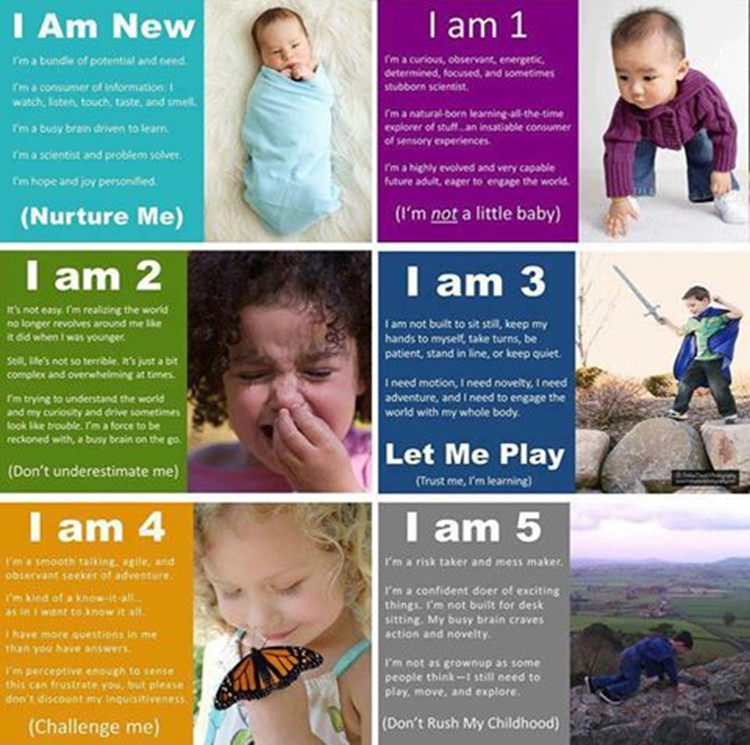 I Am New
I'm a bundle of potential and need.
I'm a consumer of information: I
watch, listen, touch, taste, and smell.
I'm a busy brain driven to learn.
I'm a scientist and problem solver.
I'm hope and joy personified.
(Nurture Me)
I am 1
I'm a curious, observant, energetic,
determined, focused, and sometimes
stubborn scientist.
I'm a natural-born learning-all-the-time
explorer of stuff...an insatiable consumer
of sensory experiences.
I'm a highly evolved and very capable
future adult, eager to engage the world.
(I'm not a little baby)
I am 2
It's not easy. I'm realizing the world
no longer revolves around me like
it did when I was younger.
Still, life's not so terrible. It's just a bit
complex and overwhelming at times.
I'm trying to understand the world
and my curiosity and drive sometimes
look like trouble. I'm a force to be
reckoned with, a busy brain on the go.
(Don't underestimate me)
I am 3
I am not built to sit still, keep my
hands to myself, take turns, be
patient, stand in line, or keep quiet.
I need motion, I need novelty, I need
adventure, and I need to engage the
world with my whole body.
Let Me Play
(Trust me, I'm learning)
I am 4
I'm a smooth talking, agile, and
observant seeker of adventure.
I'm kind of a know-it-all...
as in I want to know it all.
I have more questions in me
than you have answers.
I'm perceptive enough to sense
this can frustrate you, but please
don't discount my inquisitiveness.
(Challenge me)
I am 5
I'm a risk taker and mess maker.
I'm a confident doer of exciting
things. I'm not built for desk
sitting. My busy brain craves
action and novelty.
I'm not as grownup as some
people think—I still need to
play, move, and explore.
(Don't Rush My Childhood)